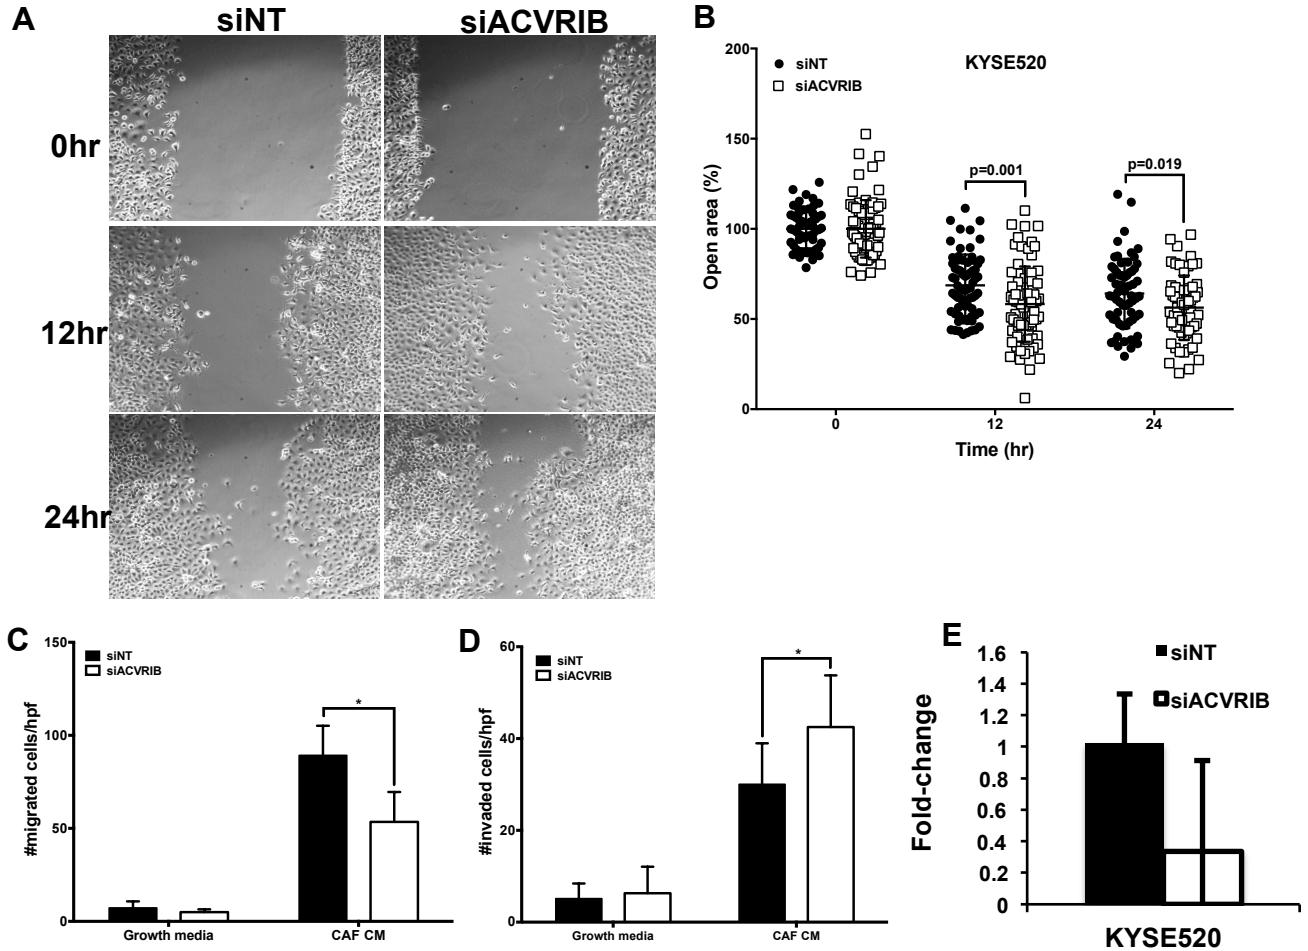 A
siNT
siACVRIB
0hr
12hr
24hr
B
KYSE520
siNT
siACVRIB
200
150
100
50
0
Open area (%)
p=0.001
p=0.019
0
12
24
Time (hr)
C
siNT
siACVRIB
150
100
50
0
#migrated cells/hpf
*
Growth media
CAF CM
D
siNT
siACVRIB
60
40
20
0
#invaded cells/hpf
*
Growth media
CAF CM
E
siNT
siACVRIB
1.6
1.4
1.2
1
0.8
0.6
0.4
0.2
0
Fold-change
KYSE520